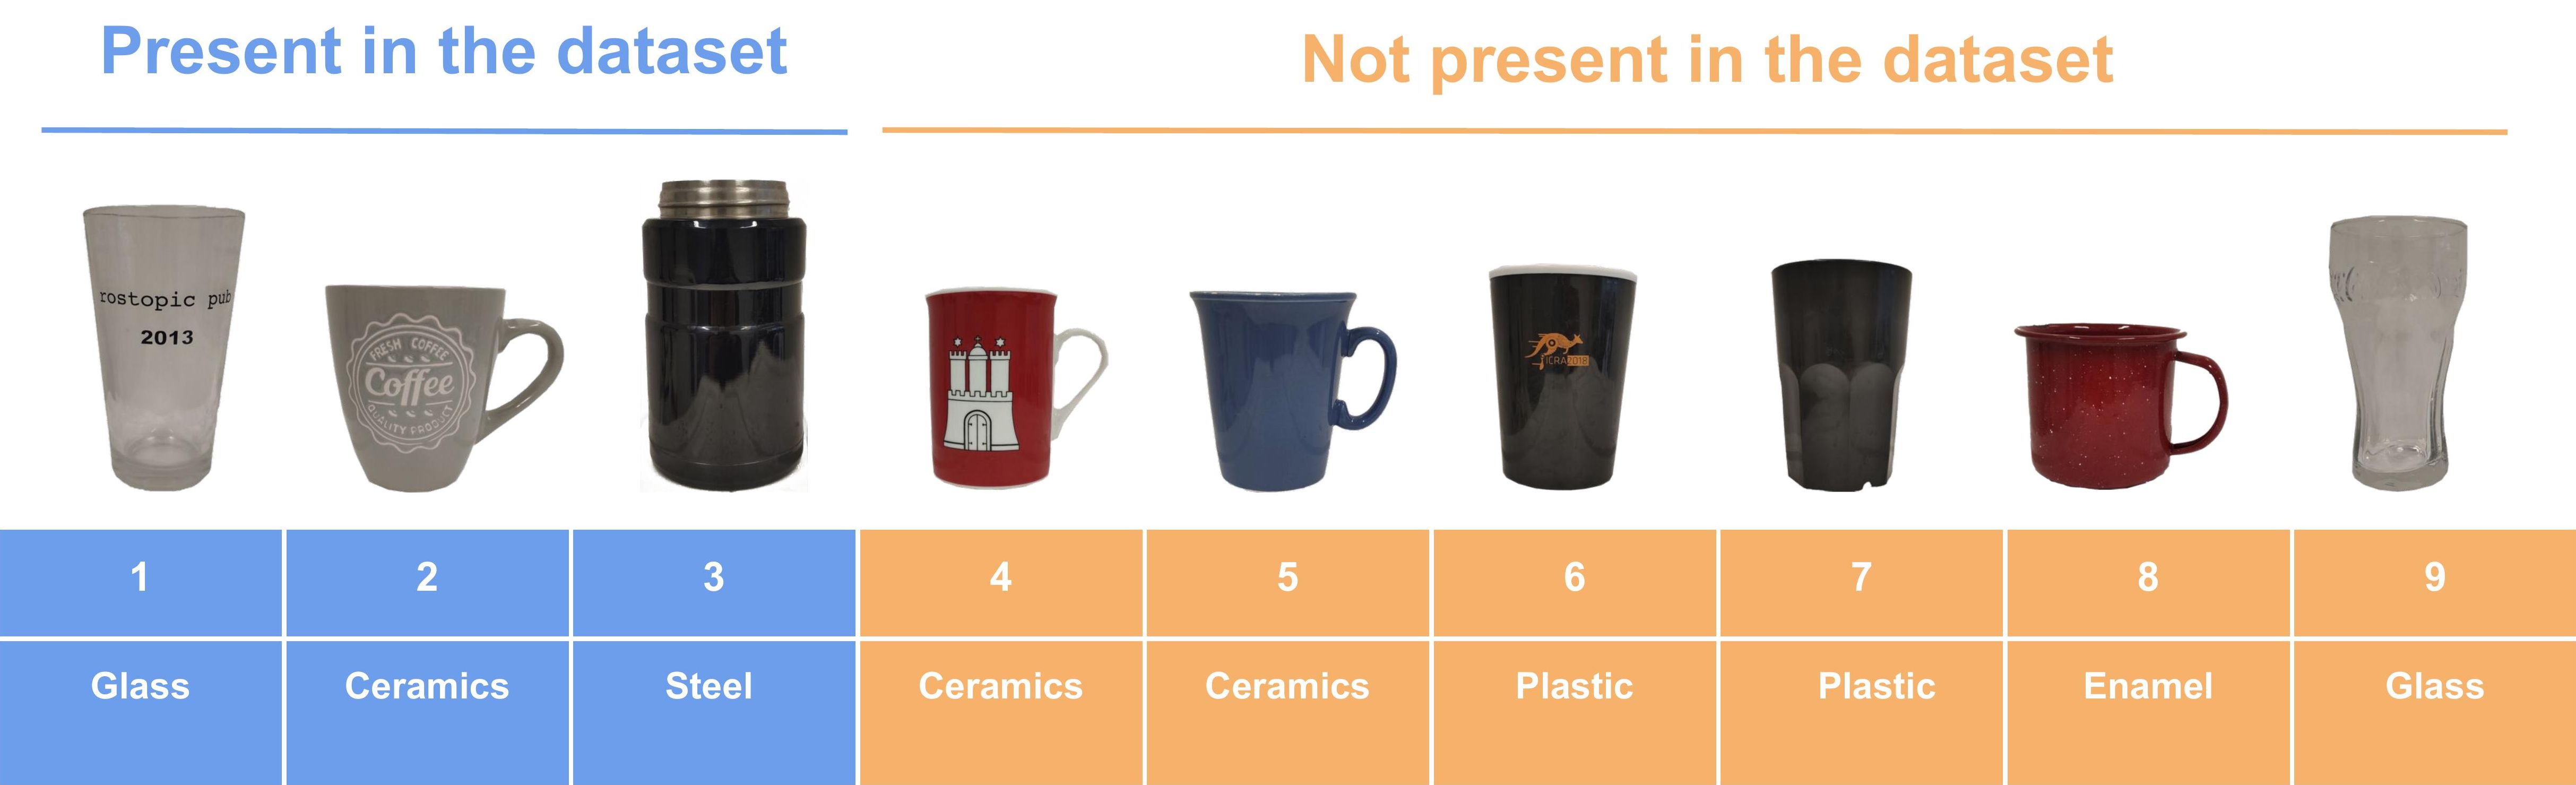 Present in the dataset
Not present in the dataset
rostopic pub
2013
FRESH COFFEE
Coffee
QUALITY PRODUCT
ICRA2018
1 2 3 4 5 6 7 8 9
Glass Ceramics Steel Ceramics Ceramics Plastic Plastic Enamel Glass